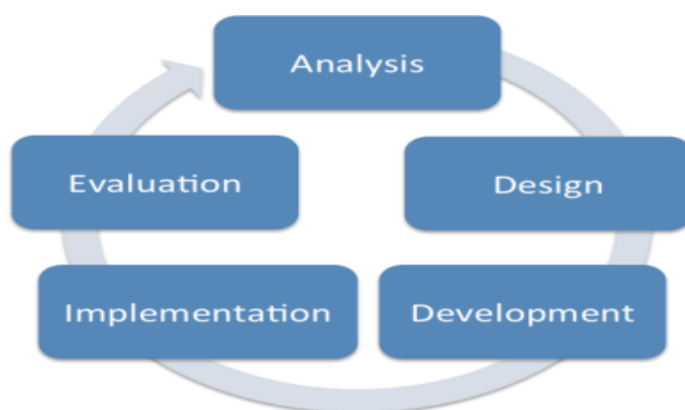 Analysis
Design
Development
Implementation
Evaluation